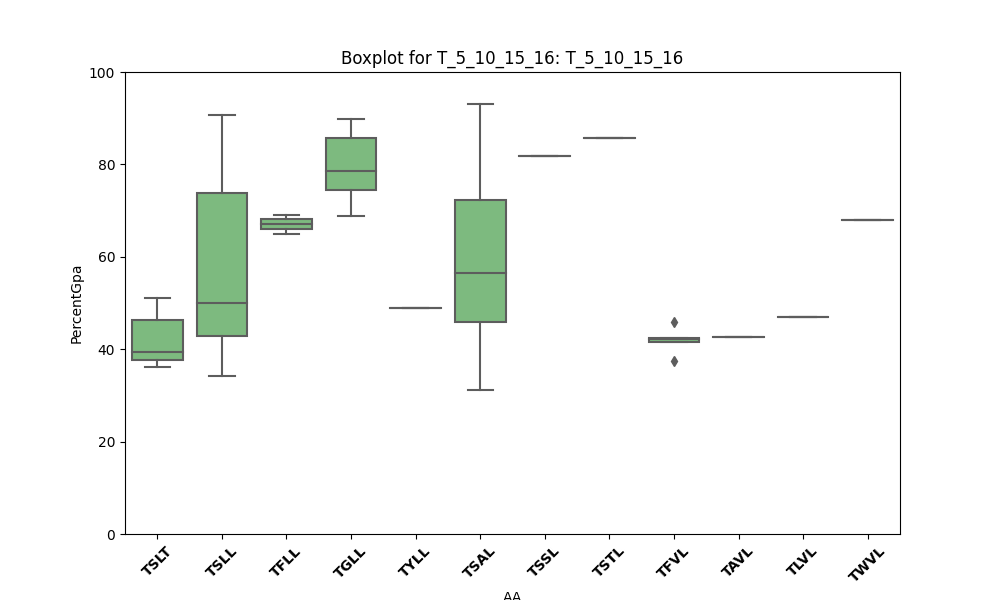 Boxplot for T_5_10_15_16: T_5_10_15_16
100
80
60
40
20
0
PercentGpa
TSLT TSLL TFLL TGLL TYLL TSAL TSSL TSTL TFVL TAVL TLVL TWVL
AA